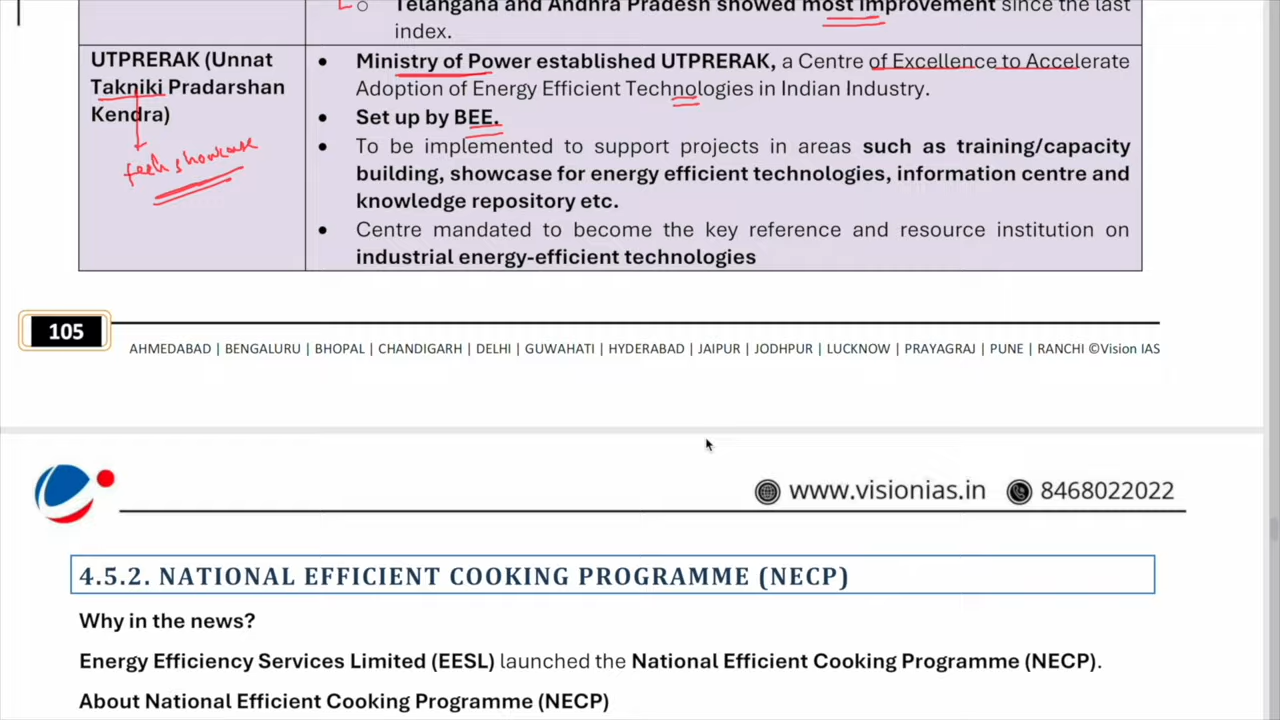 Telangana and Andhra Pradesh showed most improvement since the last
index.
UTPRERAK (Unnat
Takniki Pradarshan
Kendra)
tech showcase
• Ministry of Power established UTPRERAK, a Centre of Excellence to Accelerate
Adoption of Energy Efficient Technologies in Indian Industry.
• Set up by BEE.
• To be implemented to support projects in areas such as training/capacity
building, showcase for energy efficient technologies, information centre and
knowledge repository etc.
• Centre mandated to become the key reference and resource institution on
industrial energy-efficient technologies
105
AHMEDABAD | BENGALURU | BHOPAL | CHANDIGARH | DELHI | GUWAHATI | HYDERABAD | JAIPUR | JODHPUR | LUCKNOW | PRAYAGRAJ | PUNE | RANCHI ©Vision IAS
www.visionias.in 8468022022
4.5.2. NATIONAL EFFICIENT COOKING PROGRAMME (NECP)
Why in the news?
Energy Efficiency Services Limited (EESL) launched the National Efficient Cooking Programme (NECP).
About National Efficient Cooking Programme (NECP)